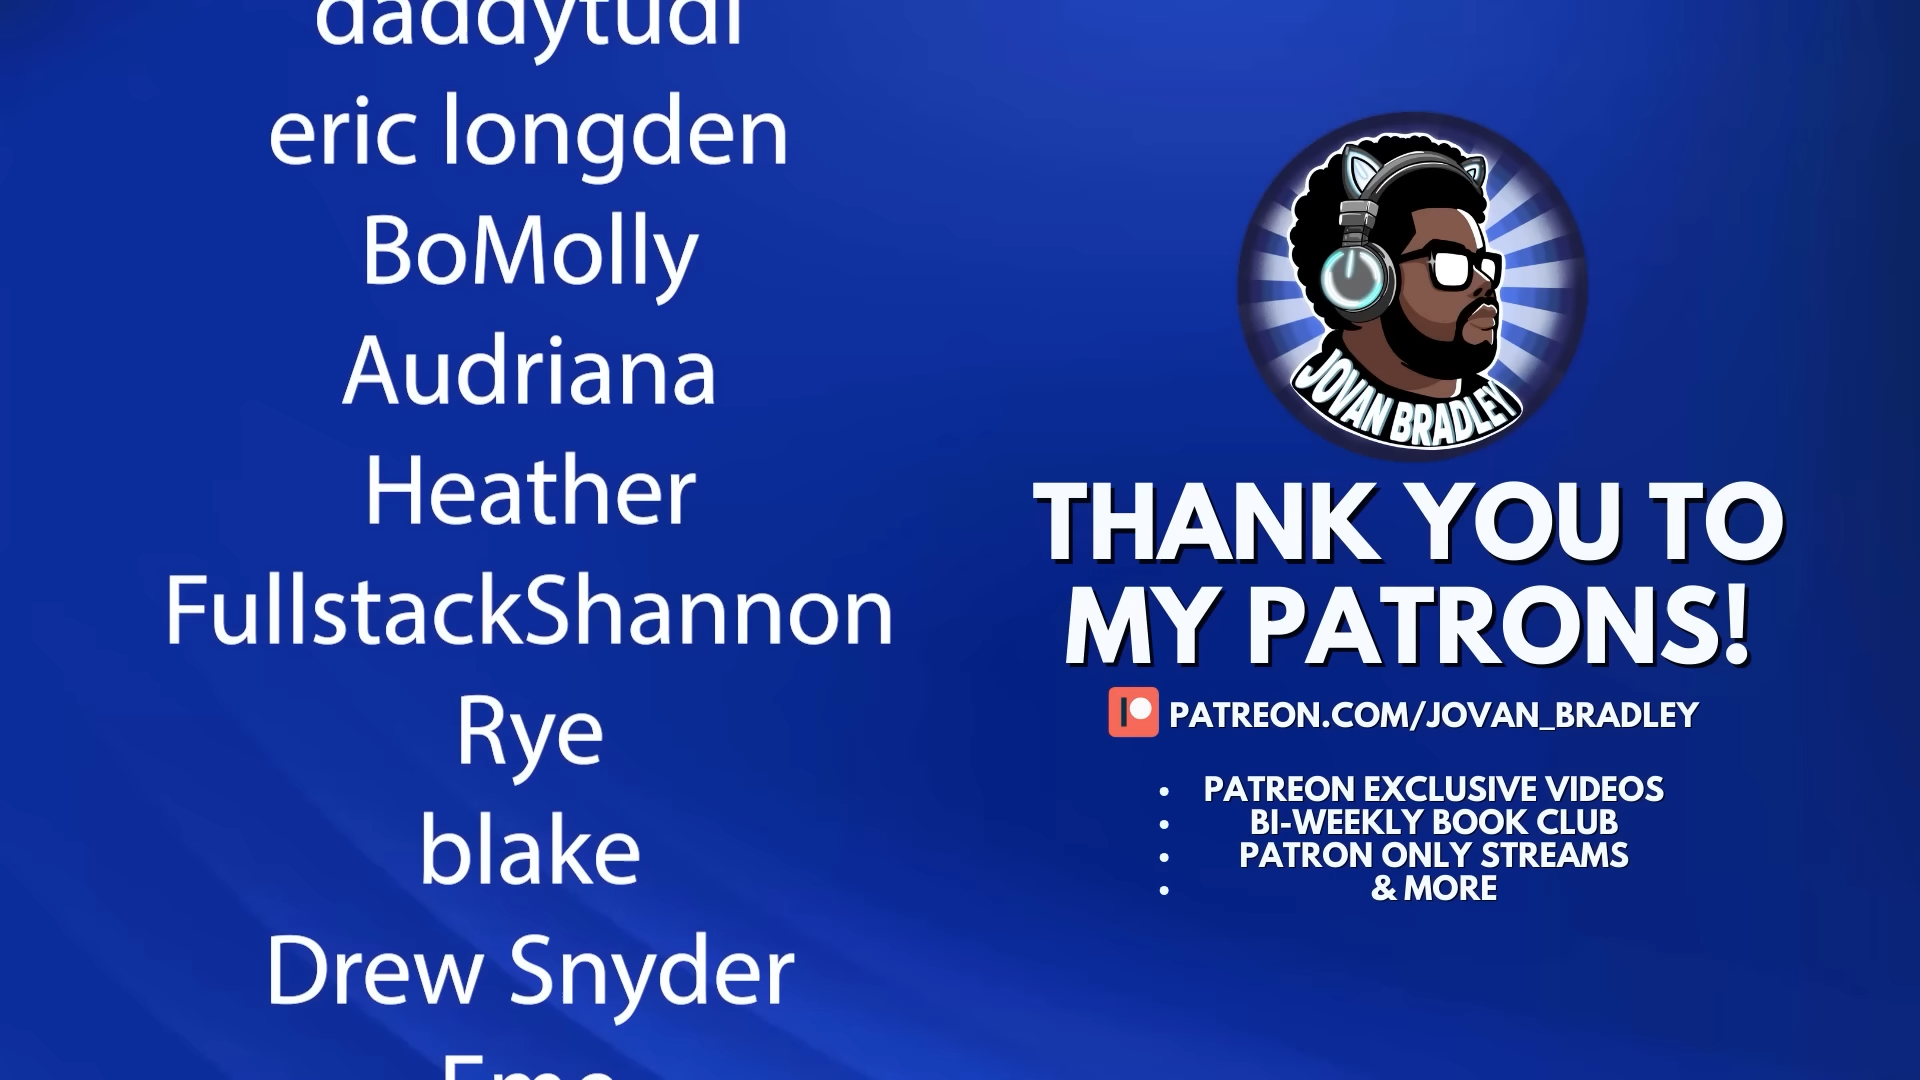 eric longden
BoMolly
Audriana
Heather
FullstackShannon
Rye
blake
Drew Snyder
JOVAN BRADLEY
THANK YOU TO
MY PATRONS!
PATREON.COM/JOVAN_BRADLEY
• PATREON EXCLUSIVE VIDEOS
• BI-WEEKLY BOOK CLUB
• PATRON ONLY STREAMS
• & MORE